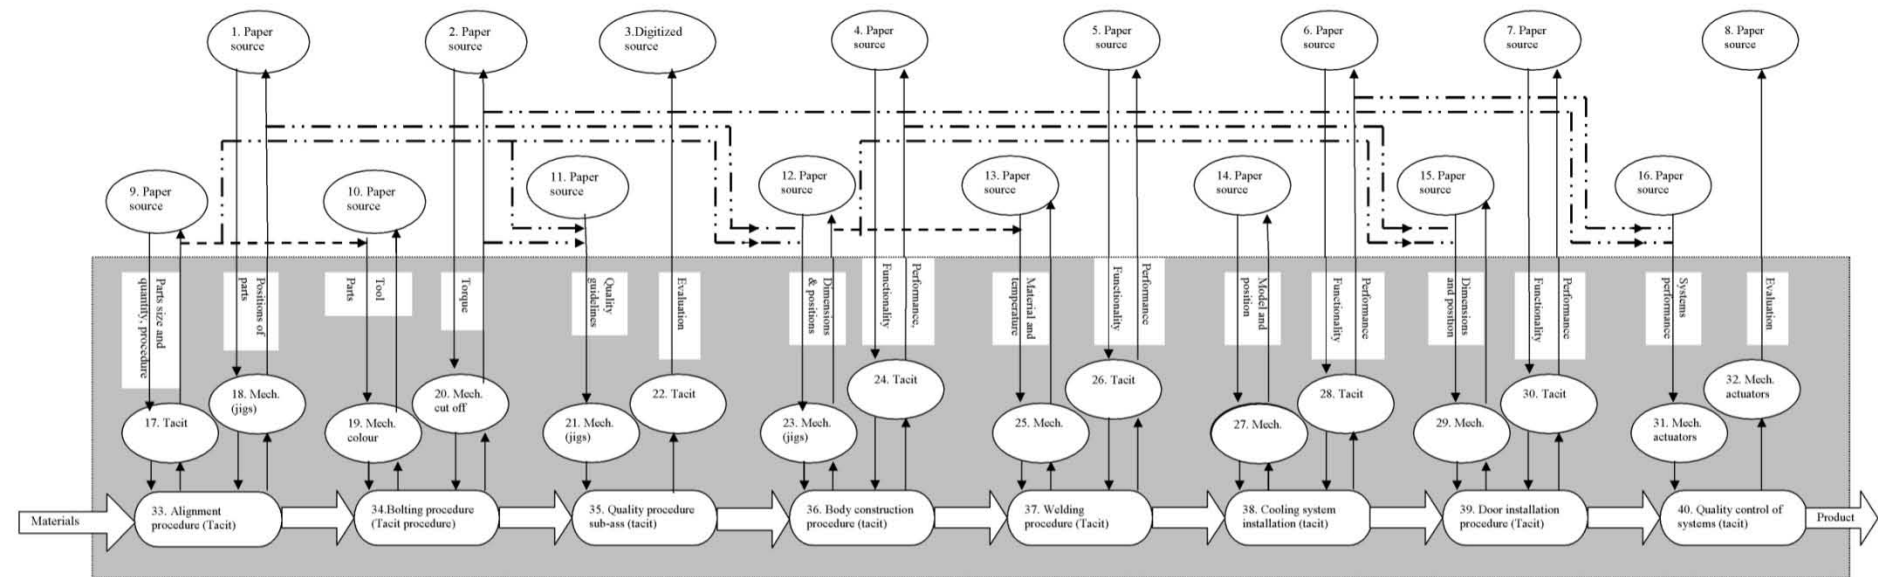 1. Paper
source
2. Paper
source
3.Digitized
source
4. Paper
source
5. Paper
source
6. Paper
source
7. Paper
source
8. Paper
source
9. Paper
source
10. Paper
source
11. Paper
source
12. Paper
source
13. Paper
source
14. Paper
source
15. Paper
source
16. Paper
source
Parts size and
quantity, procedure
Positions of
parts
Tool
Parts
Torque
Quality
guidelines
Evaluation
Dimensions
& positions
Performance,
Functionality
Material and
temperature
Performance
Functionality
Model and
position
Performance
Functionality
Dimensions
and position
Performance
Functionality
Systems
performance
Evaluation
17. Tacit
18. Mech.
(jigs)
19. Mech.
colour
20. Mech.
cut off
21. Mech.
(jigs)
22. Tacit
23. Mech.
(jigs)
24. Tacit
25. Mech.
26. Tacit
27. Mech.
28. Tacit
29. Mech.
30. Tacit
31. Mech.
actuators
32. Mech.
actuators
Materials
33. Alignment
procedure (Tacit)
34.Bolting procedure
(Tacit procedure)
35. Quality procedure
sub-ass (tacit)
36. Body construction
procedure (tacit)
37. Welding
procedure (Tacit)
38. Cooling system
installation (tacit)
39. Door installation
procedure (Tacit)
40. Quality control of
systems (tacit)
Product